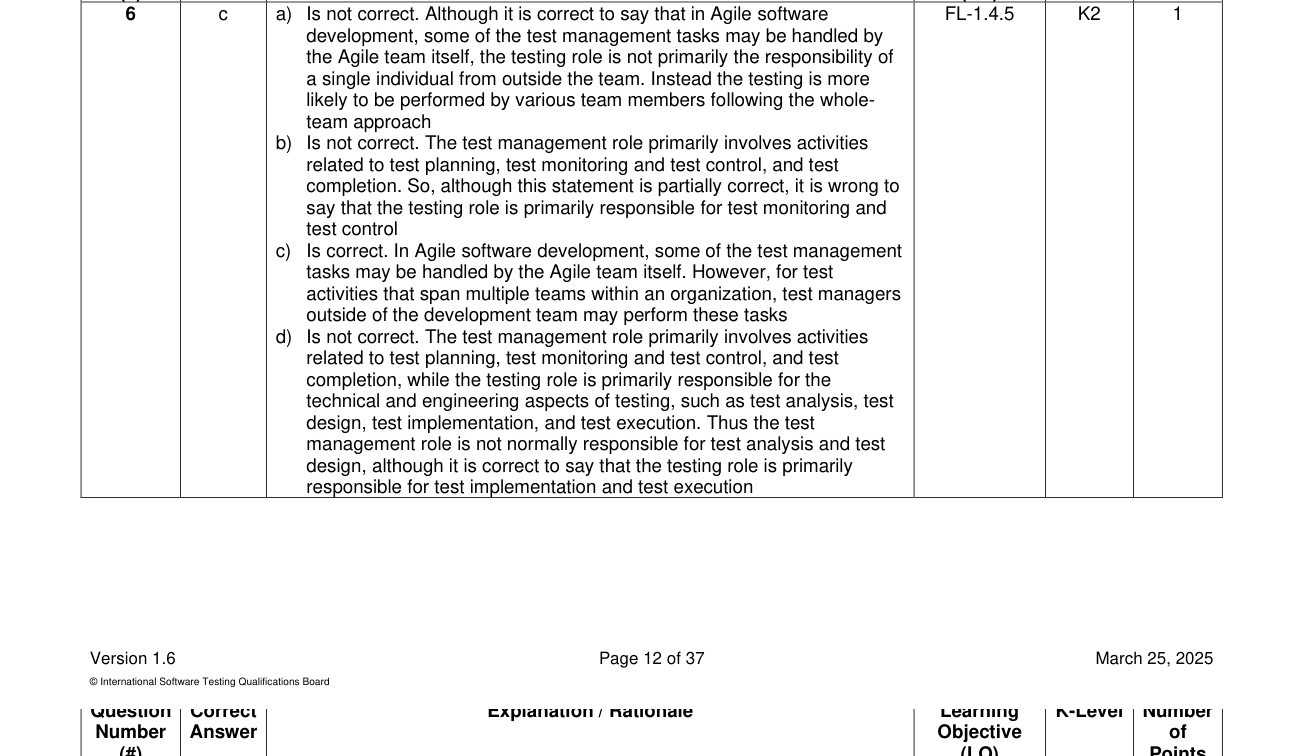 6 c a) Is not correct. Although it is correct to say that in Agile software FL-1.4.5 K2 1
development, some of the test management tasks may be handled by
the Agile team itself, the testing role is not primarily the responsibility of
a single individual from outside the team. Instead the testing is more
likely to be performed by various team members following the whole-
team approach
b) Is not correct. The test management role primarily involves activities
related to test planning, test monitoring and test control, and test
completion. So, although this statement is partially correct, it is wrong to
say that the testing role is primarily responsible for test monitoring and
test control
c) Is correct. In Agile software development, some of the test management
tasks may be handled by the Agile team itself. However, for test
activities that span multiple teams within an organization, test managers
outside of the development team may perform these tasks
d) Is not correct. The test management role primarily involves activities
related to test planning, test monitoring and test control, and test
completion, while the testing role is primarily responsible for the
technical and engineering aspects of testing, such as test analysis, test
design, test implementation, and test execution. Thus the test
management role is not normally responsible for test analysis and test
design, although it is correct to say that the testing role is primarily
responsible for test implementation and test execution
Version 1.6 Page 12 of 37 March 25, 2025
© International Software Testing Qualifications Board
Question Correct Explanation / Rationale Learning K-Level Number
Number Answer Objective of
(#) (LO) Points